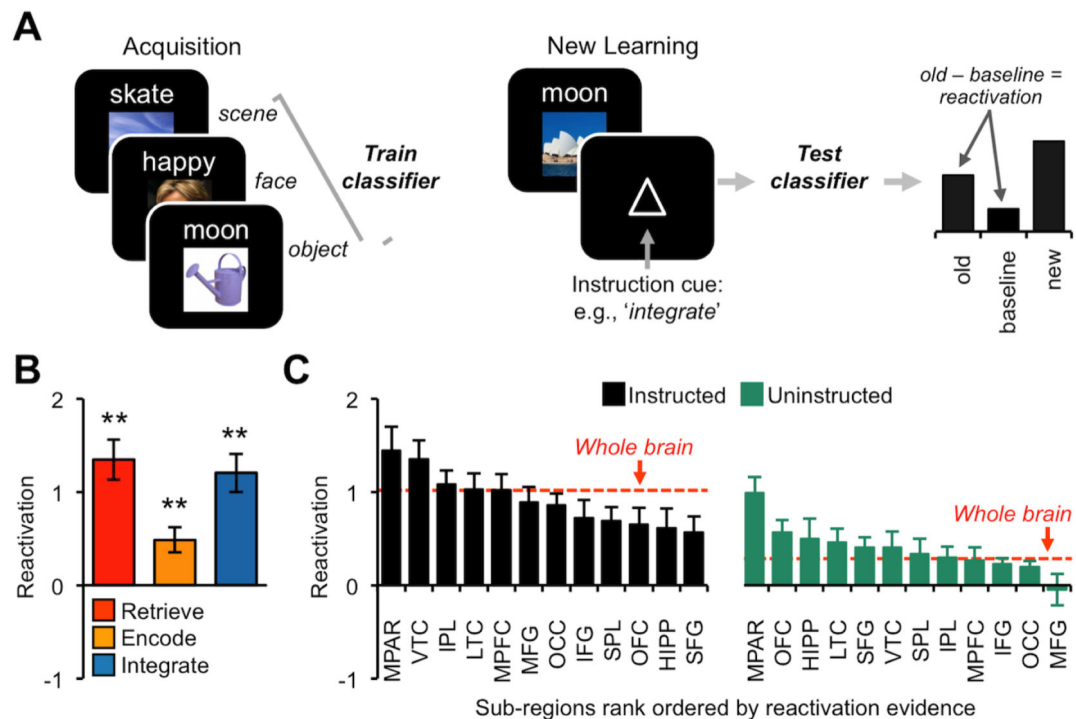 A
Acquisition
skate
scene
happy
face
moon
object
Train
classifier
New Learning
moon
Instruction cue:
e.g., ‘integrate’
Test
classifier
old – baseline =
reactivation
old
baseline
new
B
Reactivation
2
1
0
-1
**
**
**
Retrieve
Encode
Integrate
C
Reactivation
2
1
0
-1
Instructed
Uninstructed
Whole brain
Whole brain
MPAR
VTC
IPL
LTC
MPFC
MFG
OCC
IFG
SPL
OFC
HIPP
SFG
MPAR
OFC
HIPP
LTC
SFG
VTC
SPL
IPL
MPFC
IFG
OCC
MFG
Sub-regions rank ordered by reactivation evidence